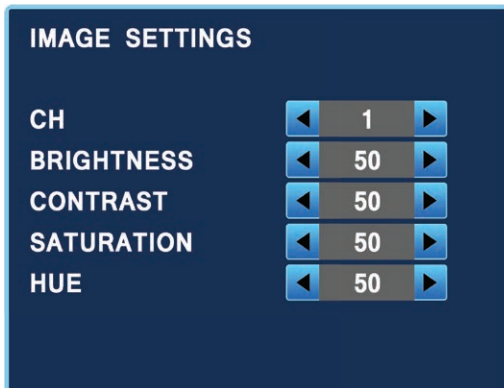 IMAGE SETTINGS
CH 1
BRIGHTNESS 50
CONTRAST 50
SATURATION 50
HUE 50